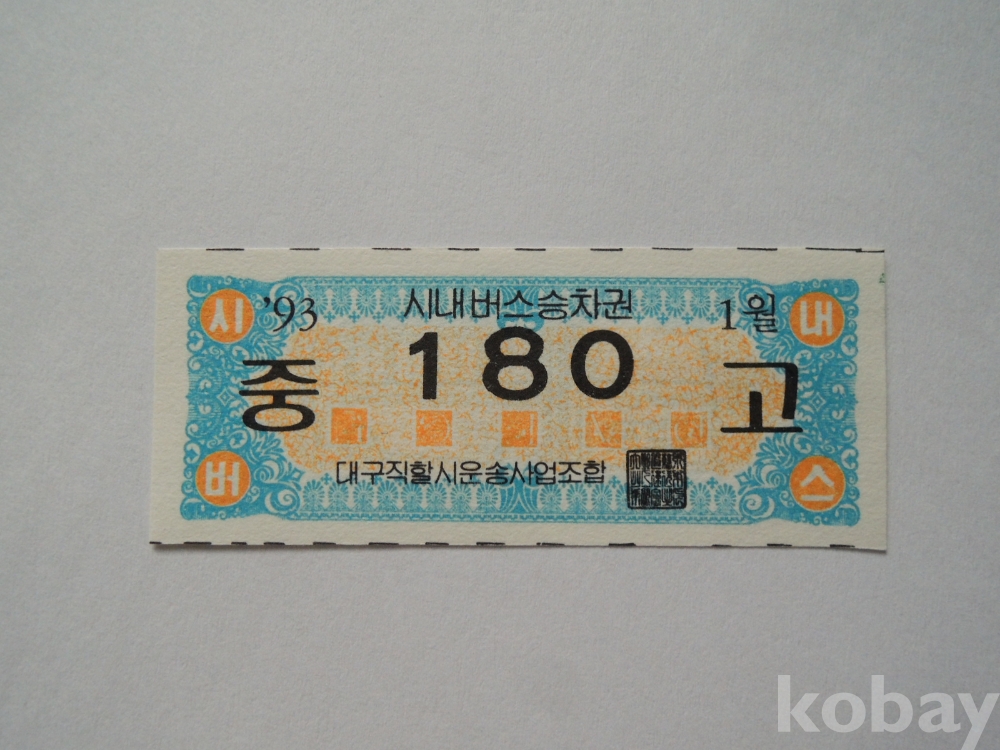 시 '93 시내버스승차권 1월 내
중 180 고
버 대구직할시운송사업조합 스
kobay